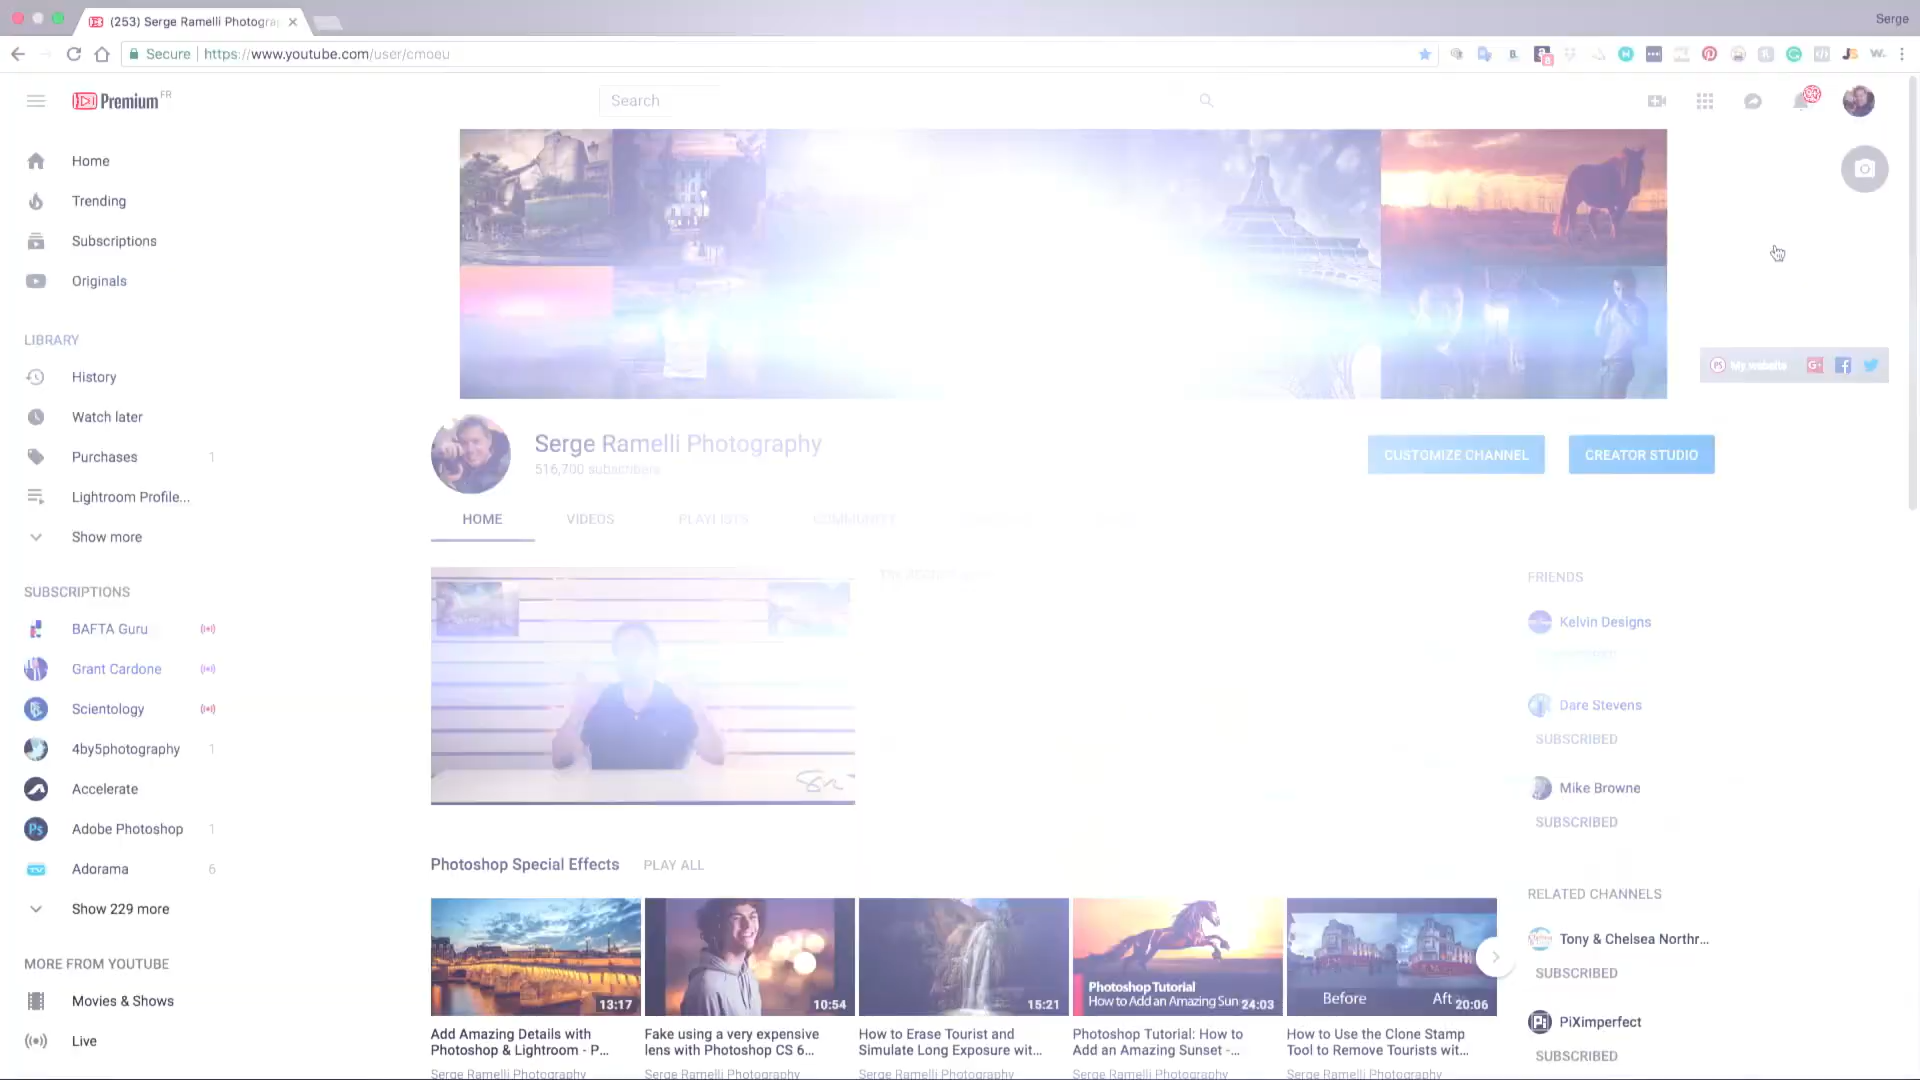 (253) Serge Ramelli Photogra
Serge
Secure
https://www.youtube.com/user/cmoeu
Premium FR
Search
Home
Trending
Subscriptions
Originals
LIBRARY
History
Watch later
Purchases 1
Lightroom Profile...
Show more
SUBSCRIPTIONS
BAFTA Guru
Grant Cardone
Scientology
4by5photography 1
Accelerate
Adobe Photoshop 1
Adorama 6
Show 229 more
MORE FROM YOUTUBE
Movies & Shows
Live
My website
Serge Ramelli Photography
516,700 subscribers
CUSTOMIZE CHANNEL
CREATOR STUDIO
HOME
VIDEOS
PLAYLISTS
COMMUNITY
FRIENDS
Kelvin Designs
Dare Stevens
SUBSCRIBED
Mike Browne
SUBSCRIBED
RELATED CHANNELS
Tony & Chelsea Northr...
SUBSCRIBED
PiXimperfect
SUBSCRIBED
Photoshop Special Effects
PLAY ALL
13:17
10:54
15:21
Photoshop Tutorial
How to Add an Amazing Sun
24:03
Before
Aft
20:06
Add Amazing Details with
Photoshop & Lightroom - P...
Serge Ramelli Photography
Fake using a very expensive
lens with Photoshop CS 6...
Serge Ramelli Photography
How to Erase Tourist and
Simulate Long Exposure wit...
Serge Ramelli Photography
Photoshop Tutorial: How to
Add an Amazing Sunset -...
Serge Ramelli Photography
How to Use the Clone Stamp
Tool to Remove Tourists wit...
Serge Ramelli Photography